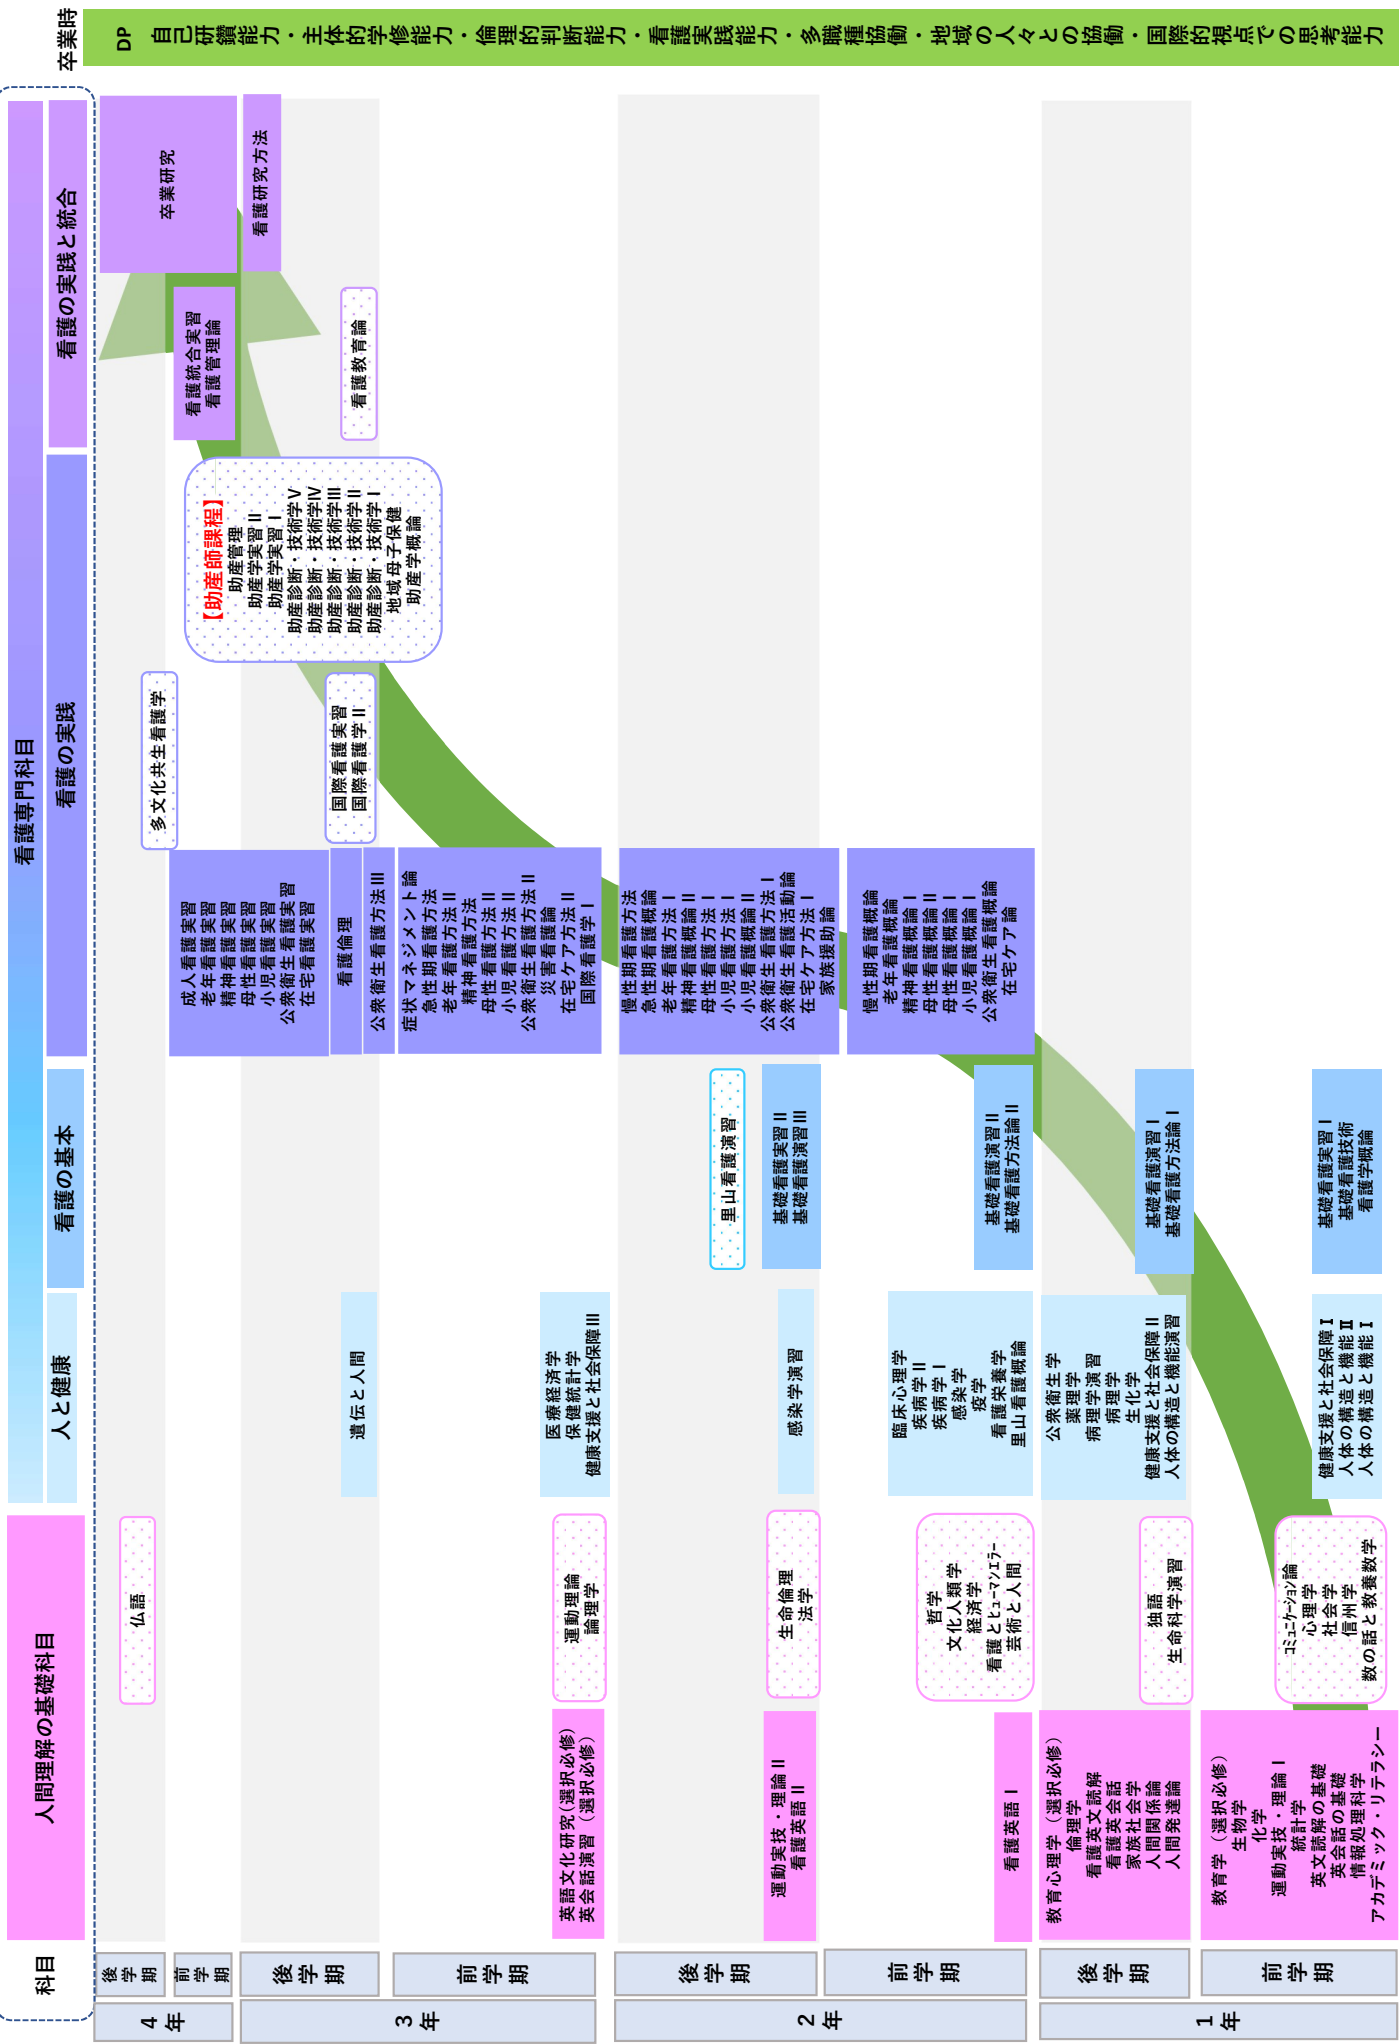 卒業時
DP 自己研鑽能力・主体的学修能力・倫理的判断能力・看護実践能力・多職種協働・地域の人々との協働・国際的視点での思考能力
科目
人間理解の基礎科目
看護専門科目
人と健康
看護の基本
看護の実践
看護の実践と統合
4年
後学期
仏語
多文化共生看護学
卒業研究
前学期
成人看護実習
老年看護実習
精神看護実習
母性看護実習
小児看護実習
公衆衛生看護実習
在宅看護実習
【助産師課程】
助産管理
助産学実習Ⅱ
助産学実習Ⅰ
助産診断・技術学Ⅴ
助産診断・技術学Ⅳ
助産診断・技術学Ⅲ
助産診断・技術学Ⅱ
助産診断・技術学Ⅰ
地域母子保健
助産学概論
看護統合実習
看護管理論
3年
後学期
遺伝と人間
看護倫理
公衆衛生看護方法Ⅲ
国際看護実習
国際看護学Ⅱ
看護教育論
看護研究方法
前学期
英語文化研究(選択必修)
英会話演習（選択必修）
運動理論
論理学
医療経済学
保健統計学
健康支援と社会保障Ⅲ
症状マネジメント論
急性期看護方法
老年看護方法Ⅱ
精神看護方法
母性看護方法Ⅱ
小児看護方法Ⅱ
公衆衛生看護方法Ⅱ
災害看護論
在宅ケア方法Ⅱ
国際看護学Ⅰ
2年
後学期
運動実技・理論Ⅱ
看護英語Ⅱ
生命倫理
法学
感染学演習
里山看護演習
基礎看護実習Ⅱ
基礎看護演習Ⅲ
慢性期看護方法
急性期看護概論
老年看護方法Ⅰ
精神看護概論Ⅱ
母性看護方法Ⅰ
小児看護方法Ⅰ
小児看護概論Ⅱ
公衆衛生看護方法Ⅰ
公衆衛生看護活動論
在宅ケア方法Ⅰ
家族援助論
前学期
看護英語Ⅰ
哲学
文化人類学
経済学
看護とﾋｭｰﾏﾝｴﾗｰ
芸術と人間
臨床心理学
疾病学Ⅱ
疾病学Ⅰ
感染学
疫学
看護栄養学
里山看護概論
基礎看護演習Ⅱ
基礎看護方法論Ⅱ
慢性期看護概論
老年看護概論
精神看護概論Ⅰ
母性看護概論Ⅱ
母性看護概論Ⅰ
小児看護概論Ⅰ
公衆衛生看護概論
在宅ケア論
1年
後学期
教育心理学（選択必修）
倫理学
看護英文読解
看護英会話
家族社会学
人間関係論
人間発達論
独語
生命科学演習
公衆衛生学
薬理学
病理学演習
病理学
生化学
健康支援と社会保障Ⅱ
人体の構造と機能演習
基礎看護演習Ⅰ
基礎看護方法論Ⅰ
前学期
教育学（選択必修）
生物学
化学
運動実技・理論Ⅰ
統計学
英文読解の基礎
英会話の基礎
情報処理科学
アカデミック・リテラシー
ｺﾐｭﾆｹｰｼｮﾝ論
心理学
社会学
信州学
数の話と教養数学
健康支援と社会保障Ⅰ
人体の構造と機能Ⅱ
人体の構造と機能Ⅰ
基礎看護実習Ⅰ
基礎看護技術
看護学概論